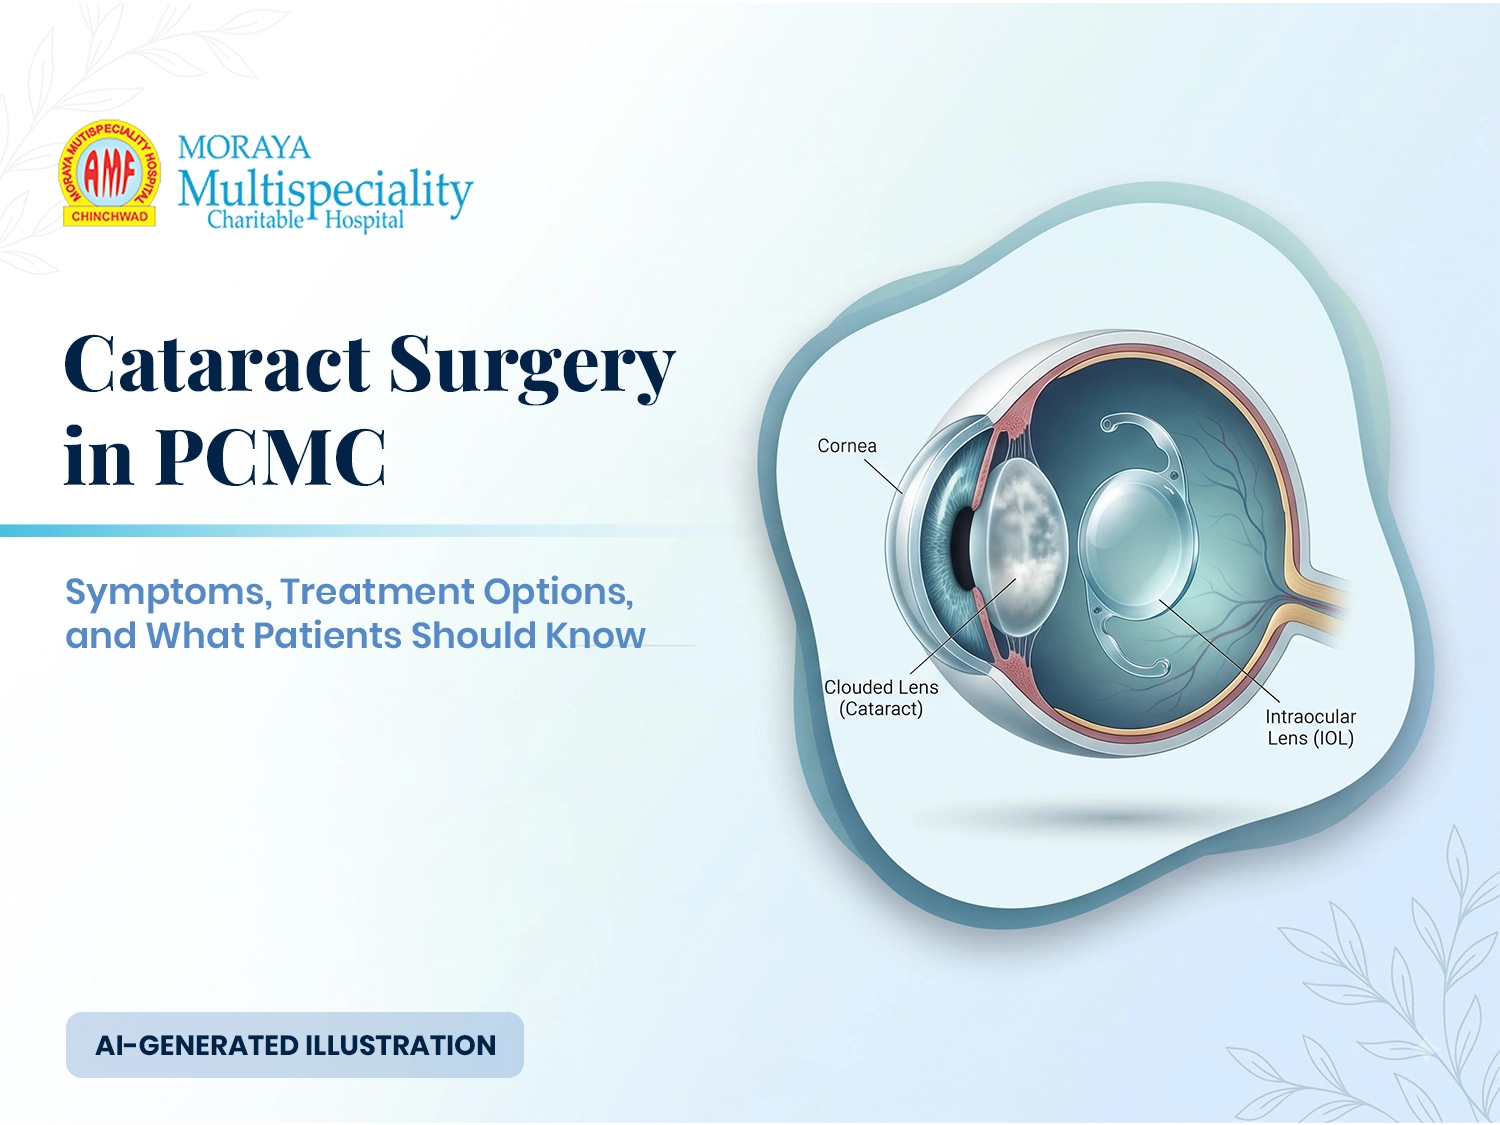 MORAYA MUTISPECIALITY HOSPITAL
AMF
CHINCHWAD
MORAYA
Multispeciality
Charitable Hospital
Cataract Surgery
in PCMC
Symptoms, Treatment Options,
and What Patients Should Know
Cornea
Clouded Lens
(Cataract)
Intraocular
Lens (IOL)
AI-GENERATED ILLUSTRATION